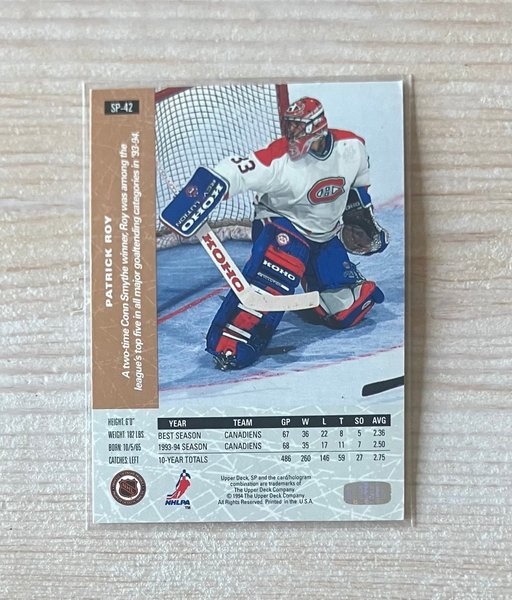 SP-42
PATRICK ROY
A two-time Conn Smythe winner, Roy was among the
league's top five in all major goaltending categories in '93-94.
33
KOHO
KOHO
KOHO
HEIGHT: 6'0"
WEIGHT: 182 LBS.
BORN: 10/5/65
CATCHES: LEFT
YEAR TEAM GP W L T SO AVG
BEST SEASON CANADIENS 67 36 22 8 5 2.36
1993-94 SEASON CANADIENS 68 35 17 11 7 2.50
10-YEAR TOTALS 486 260 146 59 27 2.75
NHLPA
TM
Upper Deck, SP and the card/hologram
combination are trademarks of
The Upper Deck Company.
© 1994 The Upper Deck Company.
All Rights Reserved. Printed in the U.S.A.